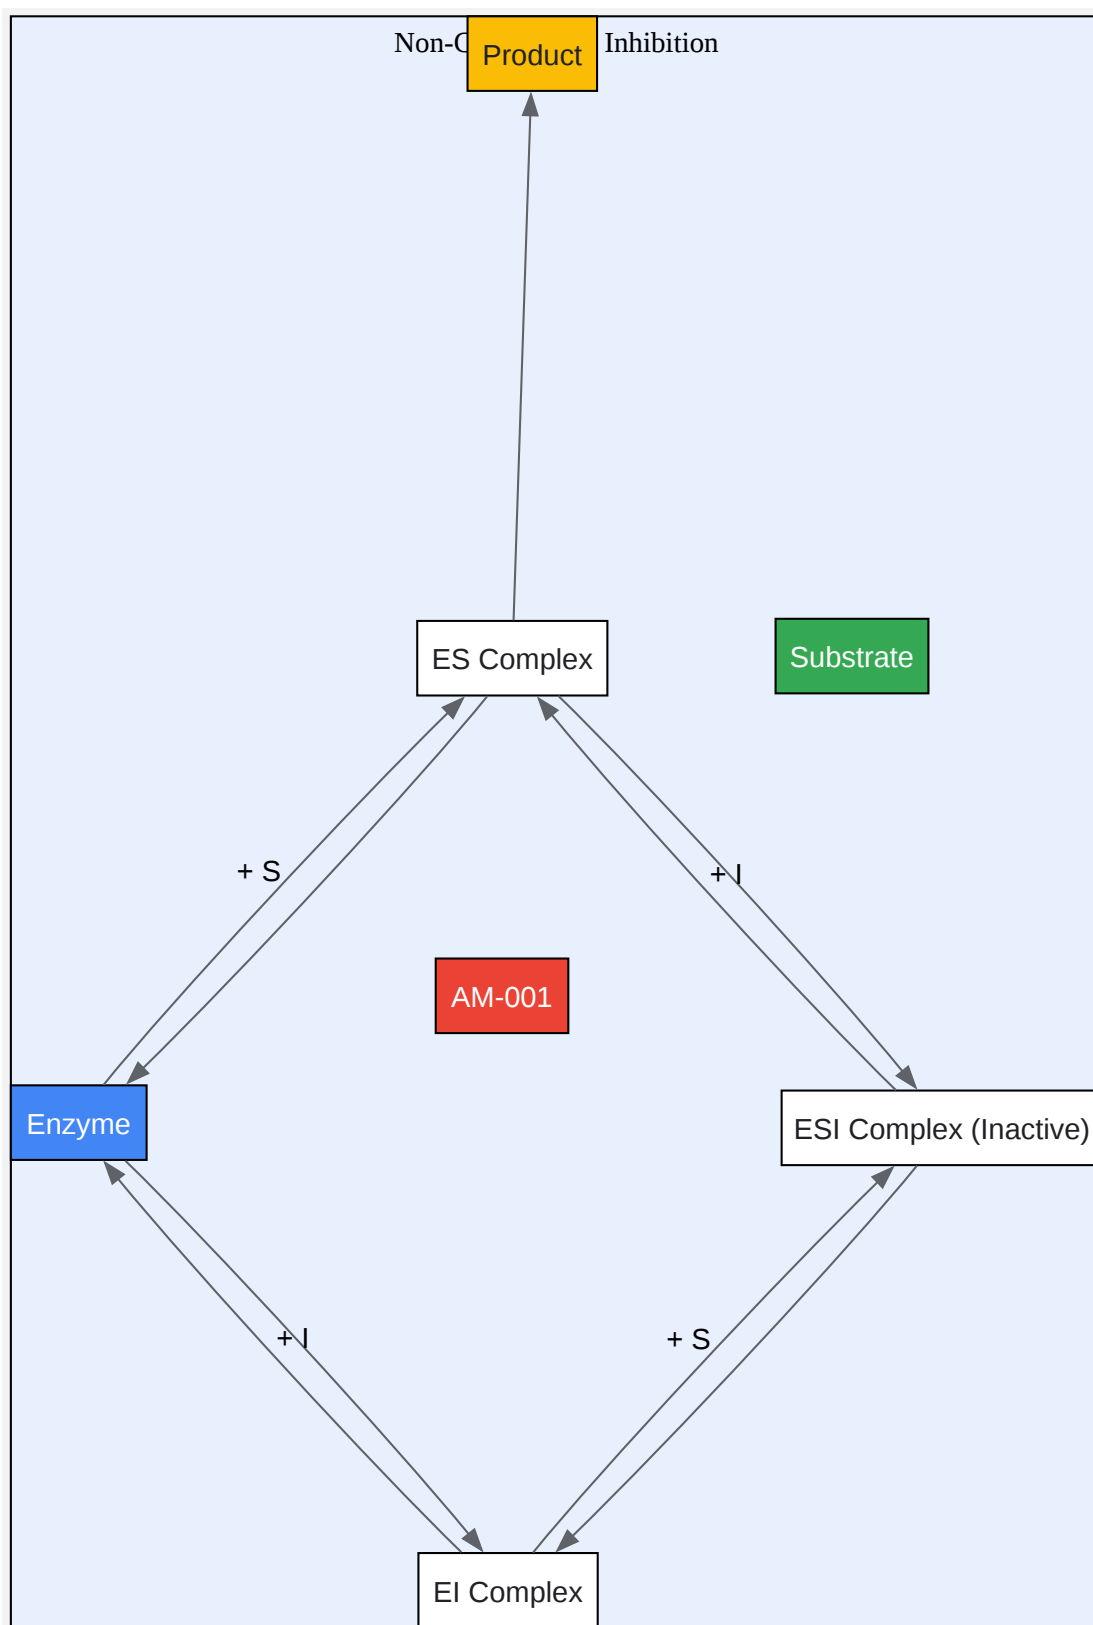 Non-C Inhibition
Product
ES Complex
Substrate
+ S
+ I
AM-001
Enzyme
ESI Complex (Inactive)
+ I
+ S
EI Complex